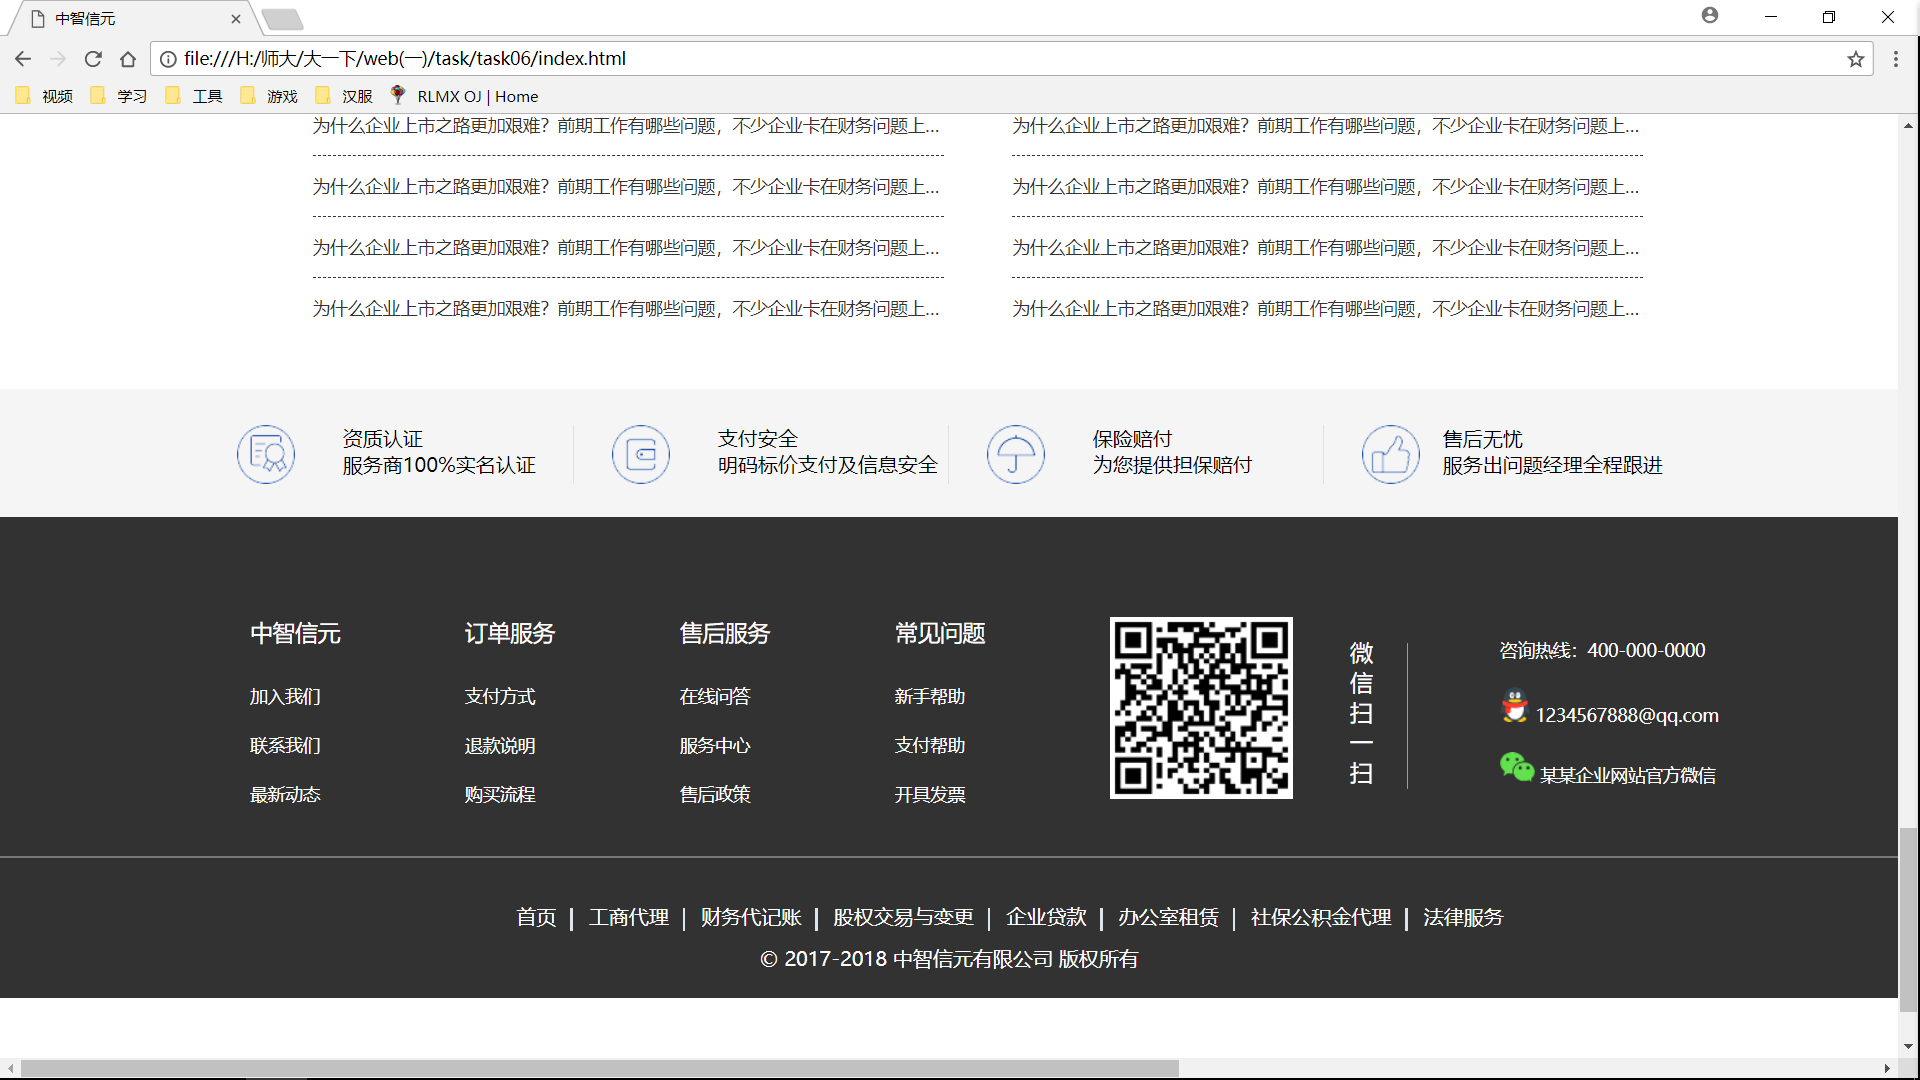 中智信元
file:///H:/师大/大一下/web(一)/task/task06/index.html
视频 学习 工具 游戏 汉服 RLMX OJ | Home
为什么企业上市之路更加艰难？前期工作有哪些问题，不少企业卡在财务问题上... 为什么企业上市之路更加艰难？前期工作有哪些问题，不少企业卡在财务问题上...
为什么企业上市之路更加艰难？前期工作有哪些问题，不少企业卡在财务问题上... 为什么企业上市之路更加艰难？前期工作有哪些问题，不少企业卡在财务问题上...
为什么企业上市之路更加艰难？前期工作有哪些问题，不少企业卡在财务问题上... 为什么企业上市之路更加艰难？前期工作有哪些问题，不少企业卡在财务问题上...
为什么企业上市之路更加艰难？前期工作有哪些问题，不少企业卡在财务问题上... 为什么企业上市之路更加艰难？前期工作有哪些问题，不少企业卡在财务问题上...
资质认证
服务商100%实名认证
支付安全
明码标价支付及信息安全
保险赔付
为您提供担保赔付
售后无忧
服务出问题经理全程跟进
中智信元
加入我们
联系我们
最新动态
订单服务
支付方式
退款说明
购买流程
售后服务
在线问答
服务中心
售后政策
常见问题
新手帮助
支付帮助
开具发票
微
信
扫
一
扫
咨询热线：400-000-0000
1234567888@qq.com
某某企业网站官方微信
首页 | 工商代理 | 财务代记账 | 股权交易与变更 | 企业贷款 | 办公室租赁 | 社保公积金代理 | 法律服务
© 2017-2018 中智信元有限公司 版权所有